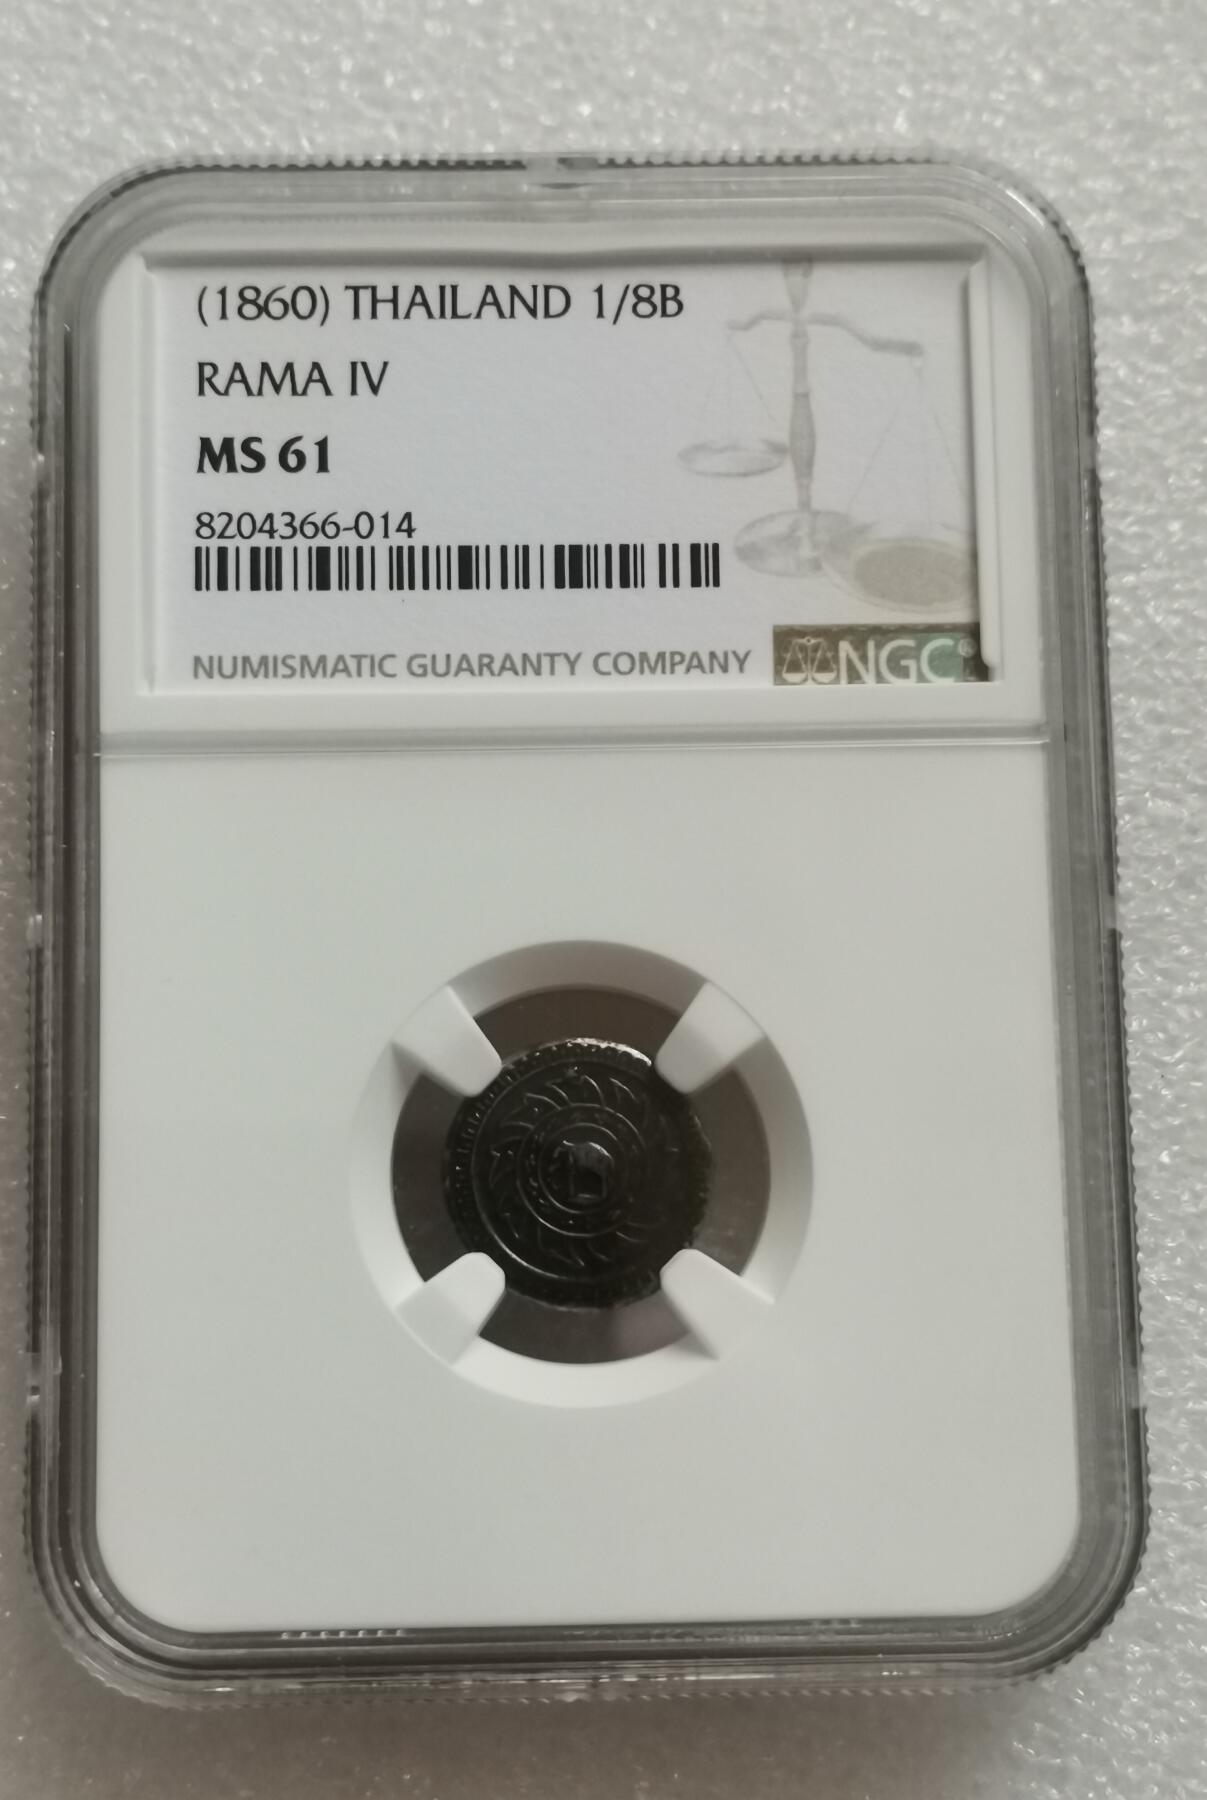 (1860) THAILAND 1/8B
RAMA IV
MS 61
8204366-014
NUMISMATIC GUARANTY COMPANY NGC®